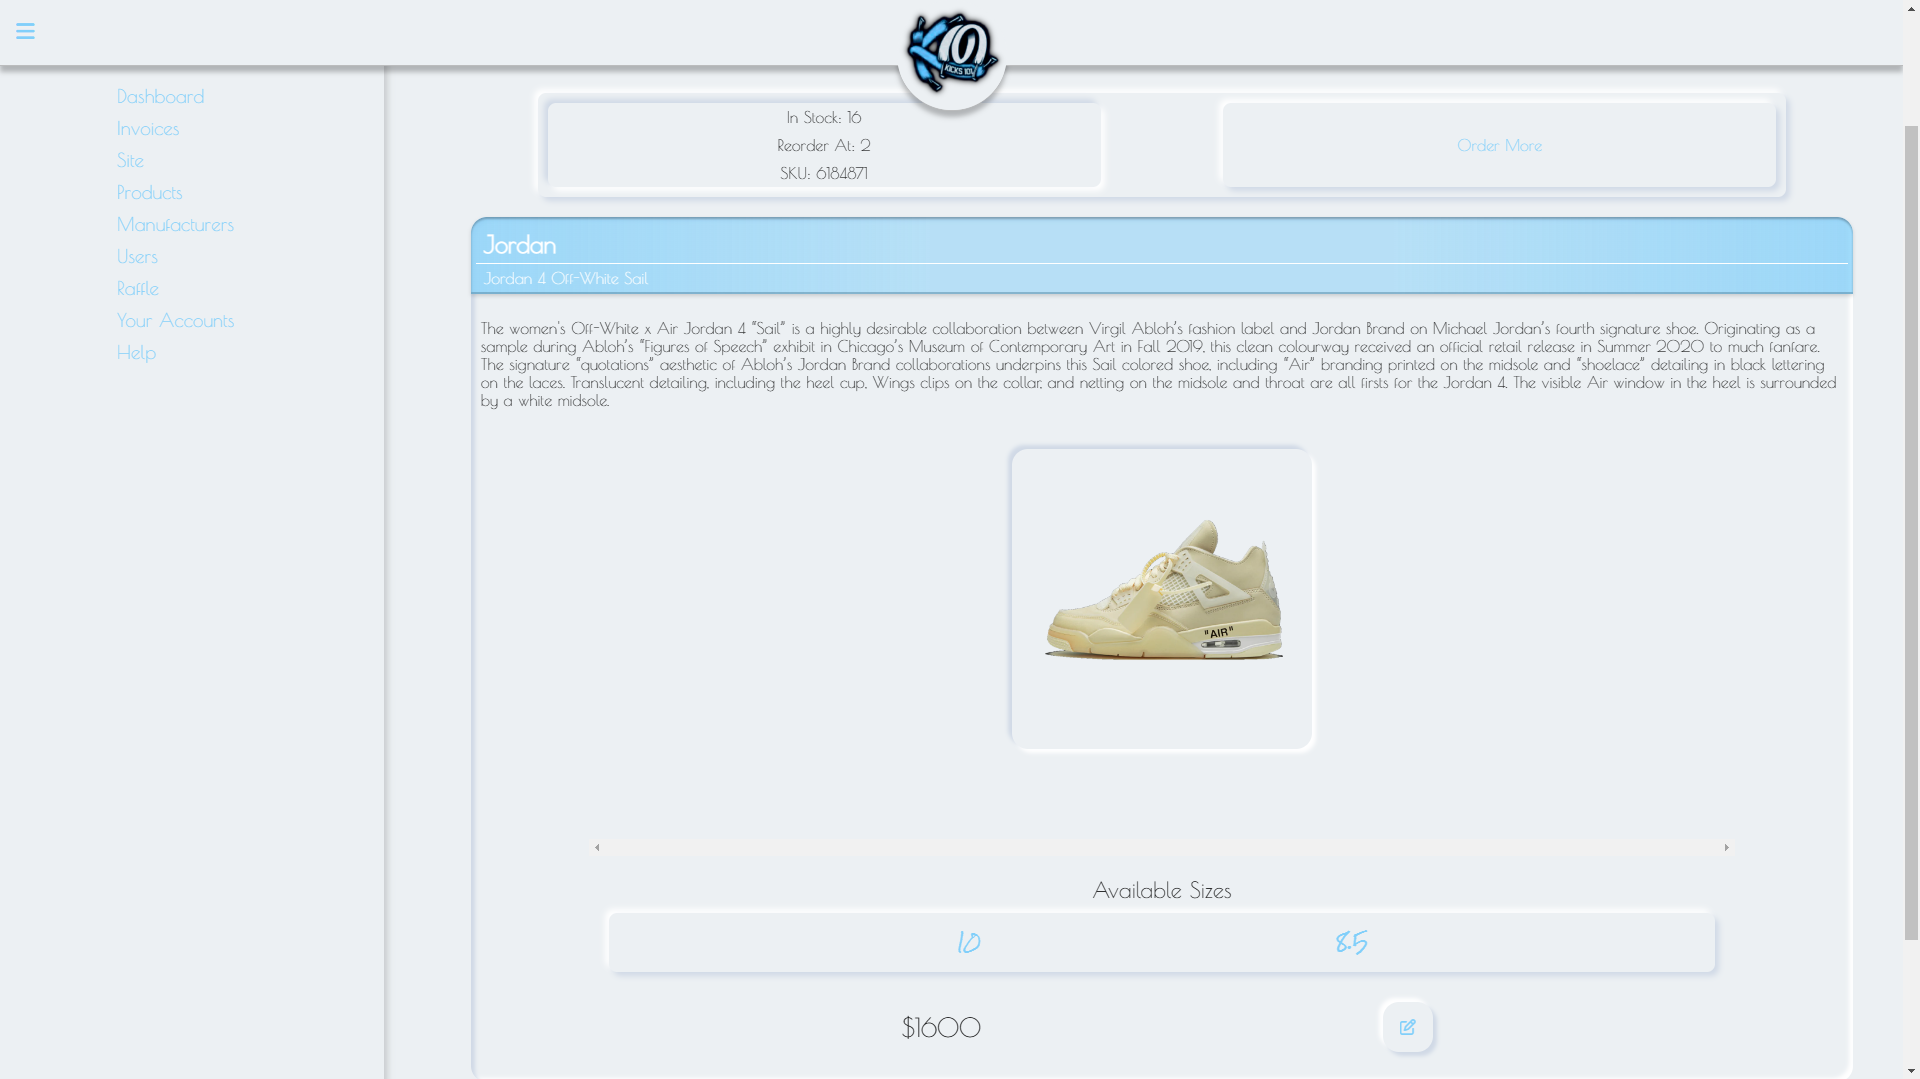 KICKS 101
Dashboard
Invoices
Site
Products
Manufacturers
Users
Raffle
Your Accounts
Help
In Stock: 16
Reorder At: 2
SKU: 6184871
Order More
Jordan
Jordan 4 Off-White Sail
The women's Off-White x Air Jordan 4 “Sail” is a highly desirable collaboration between Virgil Abloh’s fashion label and Jordan Brand on Michael Jordan’s fourth signature shoe. Originating as a
sample during Abloh’s “Figures of Speech” exhibit in Chicago’s Museum of Contemporary Art in Fall 2019, this clean colourway received an official retail release in Summer 2020 to much fanfare.
The signature “quotations” aesthetic of Abloh’s Jordan Brand collaborations underpins this Sail colored shoe, including “Air” branding printed on the midsole and “shoelace” detailing in black lettering
on the laces. Translucent detailing, including the heel cup, Wings clips on the collar, and netting on the midsole and throat are all firsts for the Jordan 4. The visible Air window in the heel is surrounded
by a white midsole.
"AIR"
Available Sizes
10 8.5
$1600